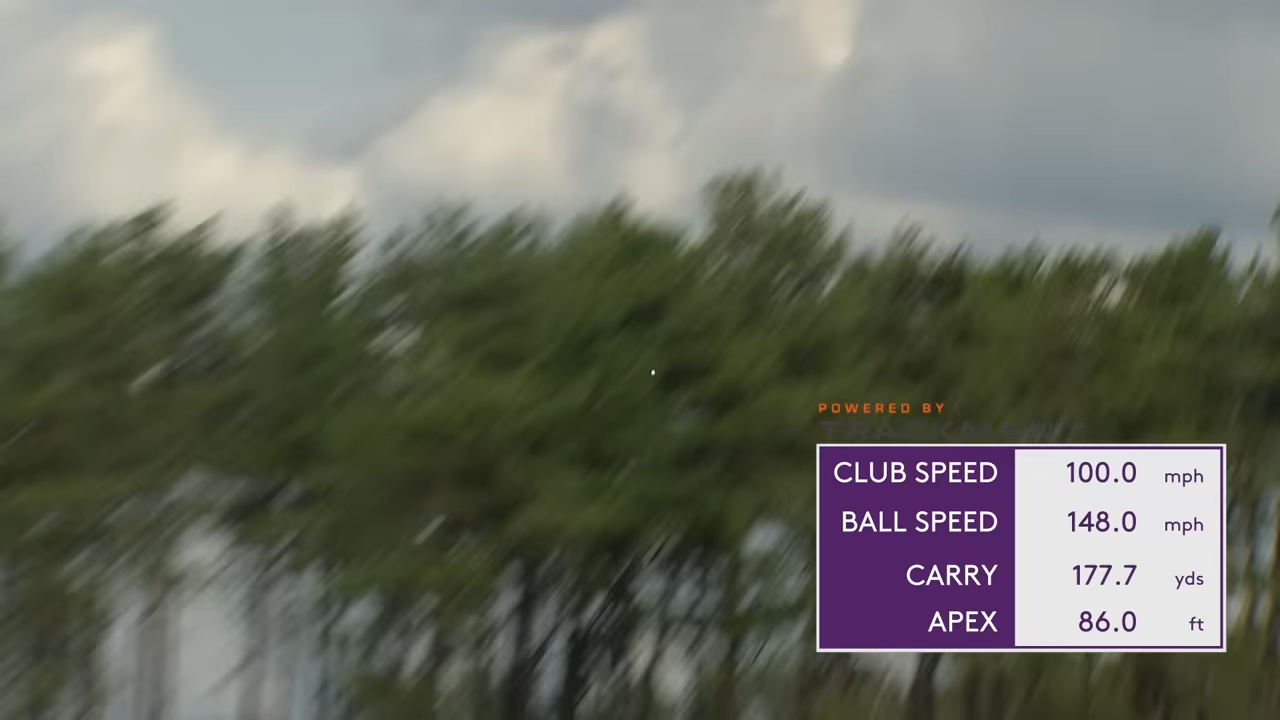 POWERED BY
CLUB SPEED 100.0 mph
BALL SPEED 148.0 mph
CARRY 177.7 yds
APEX 86.0 ft